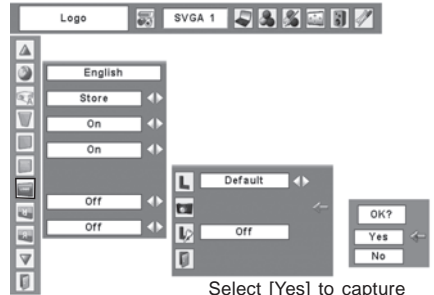 Logo
SVGA 1
English
Store
On
On
Off
Off
Default
Off
OK?
Yes
No
Select [Yes] to capture